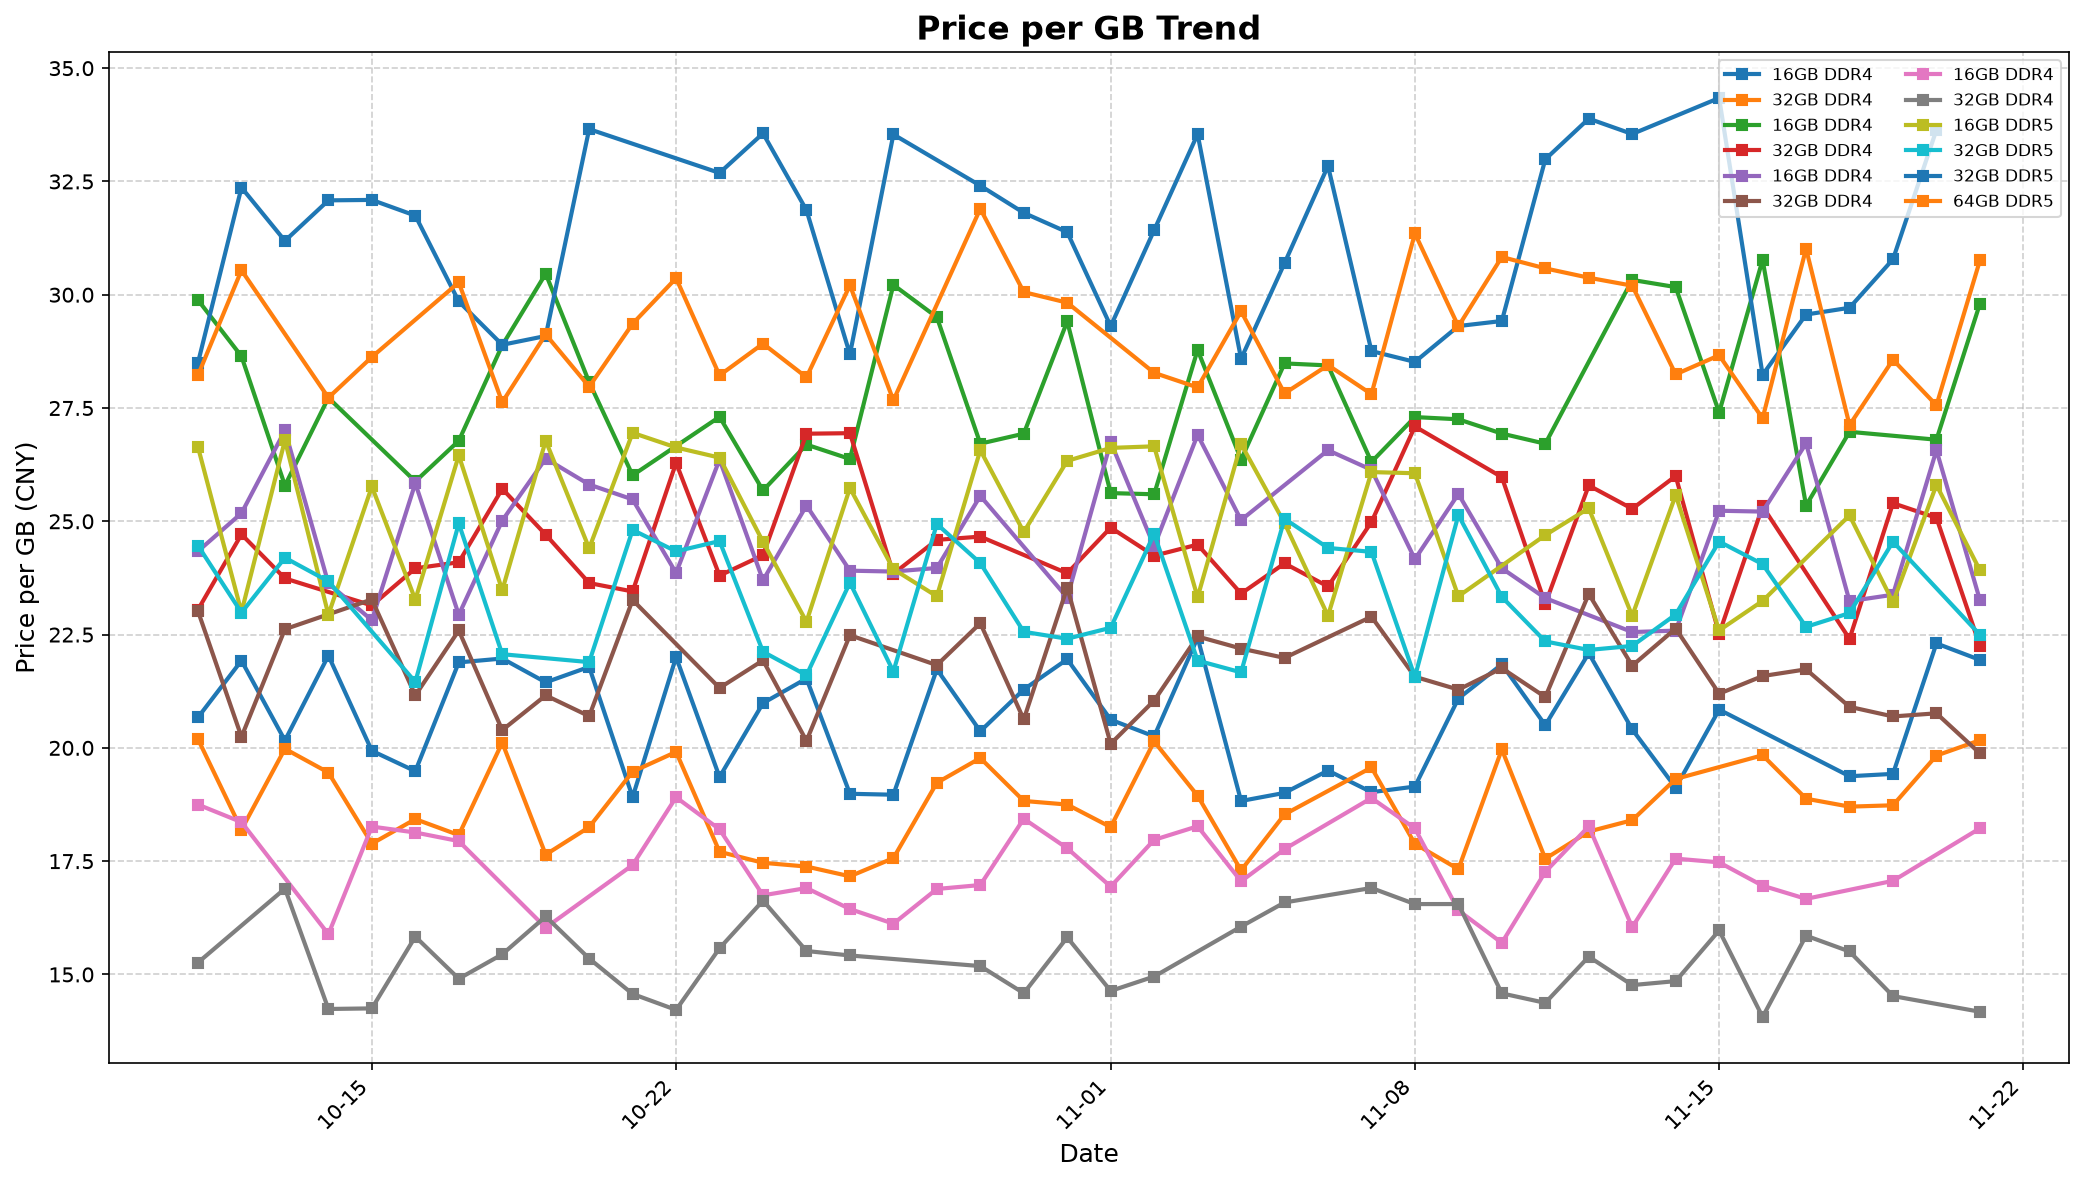 Price per GB Trend
35.0
32.5
30.0
27.5
25.0
22.5
20.0
17.5
15.0
Price per GB (CNY)
16GB DDR4
32GB DDR4
16GB DDR4
32GB DDR4
16GB DDR4
32GB DDR4
16GB DDR4
32GB DDR4
16GB DDR5
32GB DDR5
32GB DDR5
64GB DDR5
10-15
10-22
11-01
11-08
11-15
11-22
Date